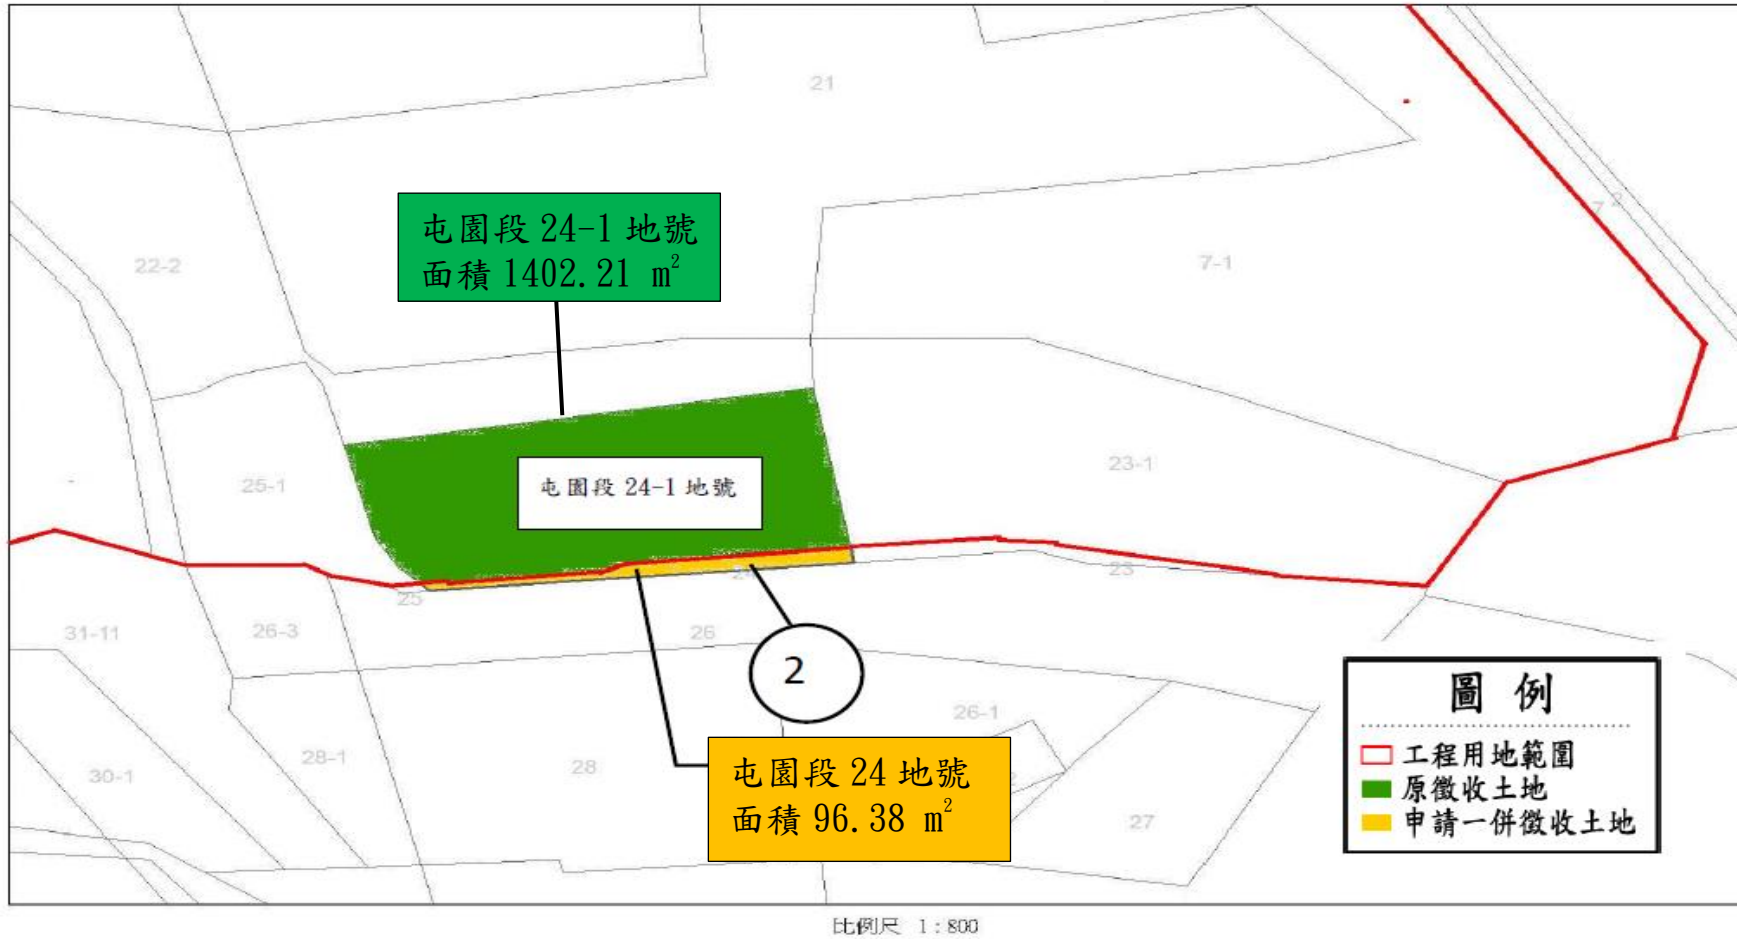 21
7-1
22-2
屯園段 24-1 地號
面積 1402.21 m²
屯園段 24-1 地號
25-1
23-1
24
23
25
26
26-3
31-11
2
26-1
28-1
28
30-1
27
屯園段 24 地號
面積 96.38 m²
圖 例
工程用地範圍
原徵收土地
申請一併徵收土地
比例尺 1:800